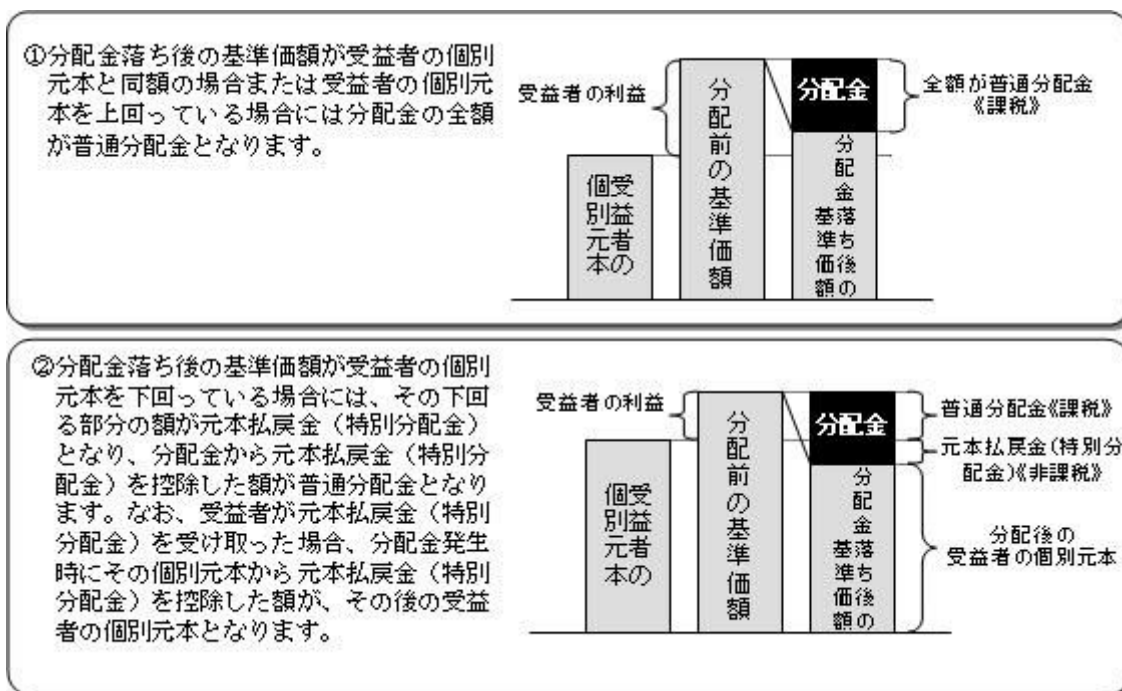 ①分配金落ち後の基準価額が受益者の個別
元本と同額の場合または受益者の個別元
本を上回っている場合には分配金の全額
が普通分配金となります。
受益者の利益
受益者の
個別元本
分配前の基準価額
分配金
分配金
落ち後の
基準価額
全額が普通分配金
《課税》
②分配金落ち後の基準価額が受益者の個別
元本を下回っている場合には、その下回
る部分の額が元本払戻金（特別分配金）
となり、分配金から元本払戻金（特別分
配金）を控除した額が普通分配金となり
ます。なお、受益者が元本払戻金（特別
分配金）を受け取った場合、分配金発生
時にその個別元本から元本払戻金（特別
分配金）を控除した額が、その後の受益
者の個別元本となります。
受益者の利益
受益者の
個別元本
分配前の基準価額
分配金
分配金
落ち後の
基準価額
普通分配金《課税》
元本払戻金(特別分
配金)《非課税》
分配後の
受益者の個別元本